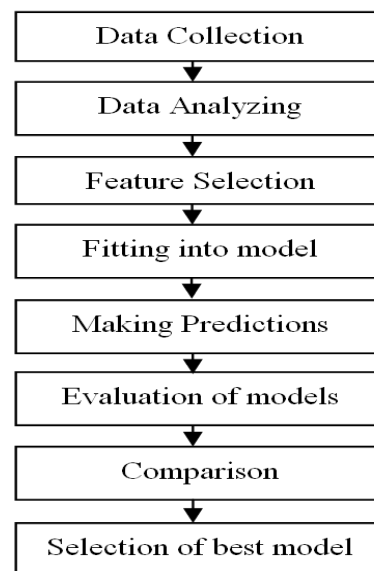 Data Collection
Data Analyzing
Feature Selection
Fitting into model
Making Predictions
Evaluation of models
Comparison
Selection of best model